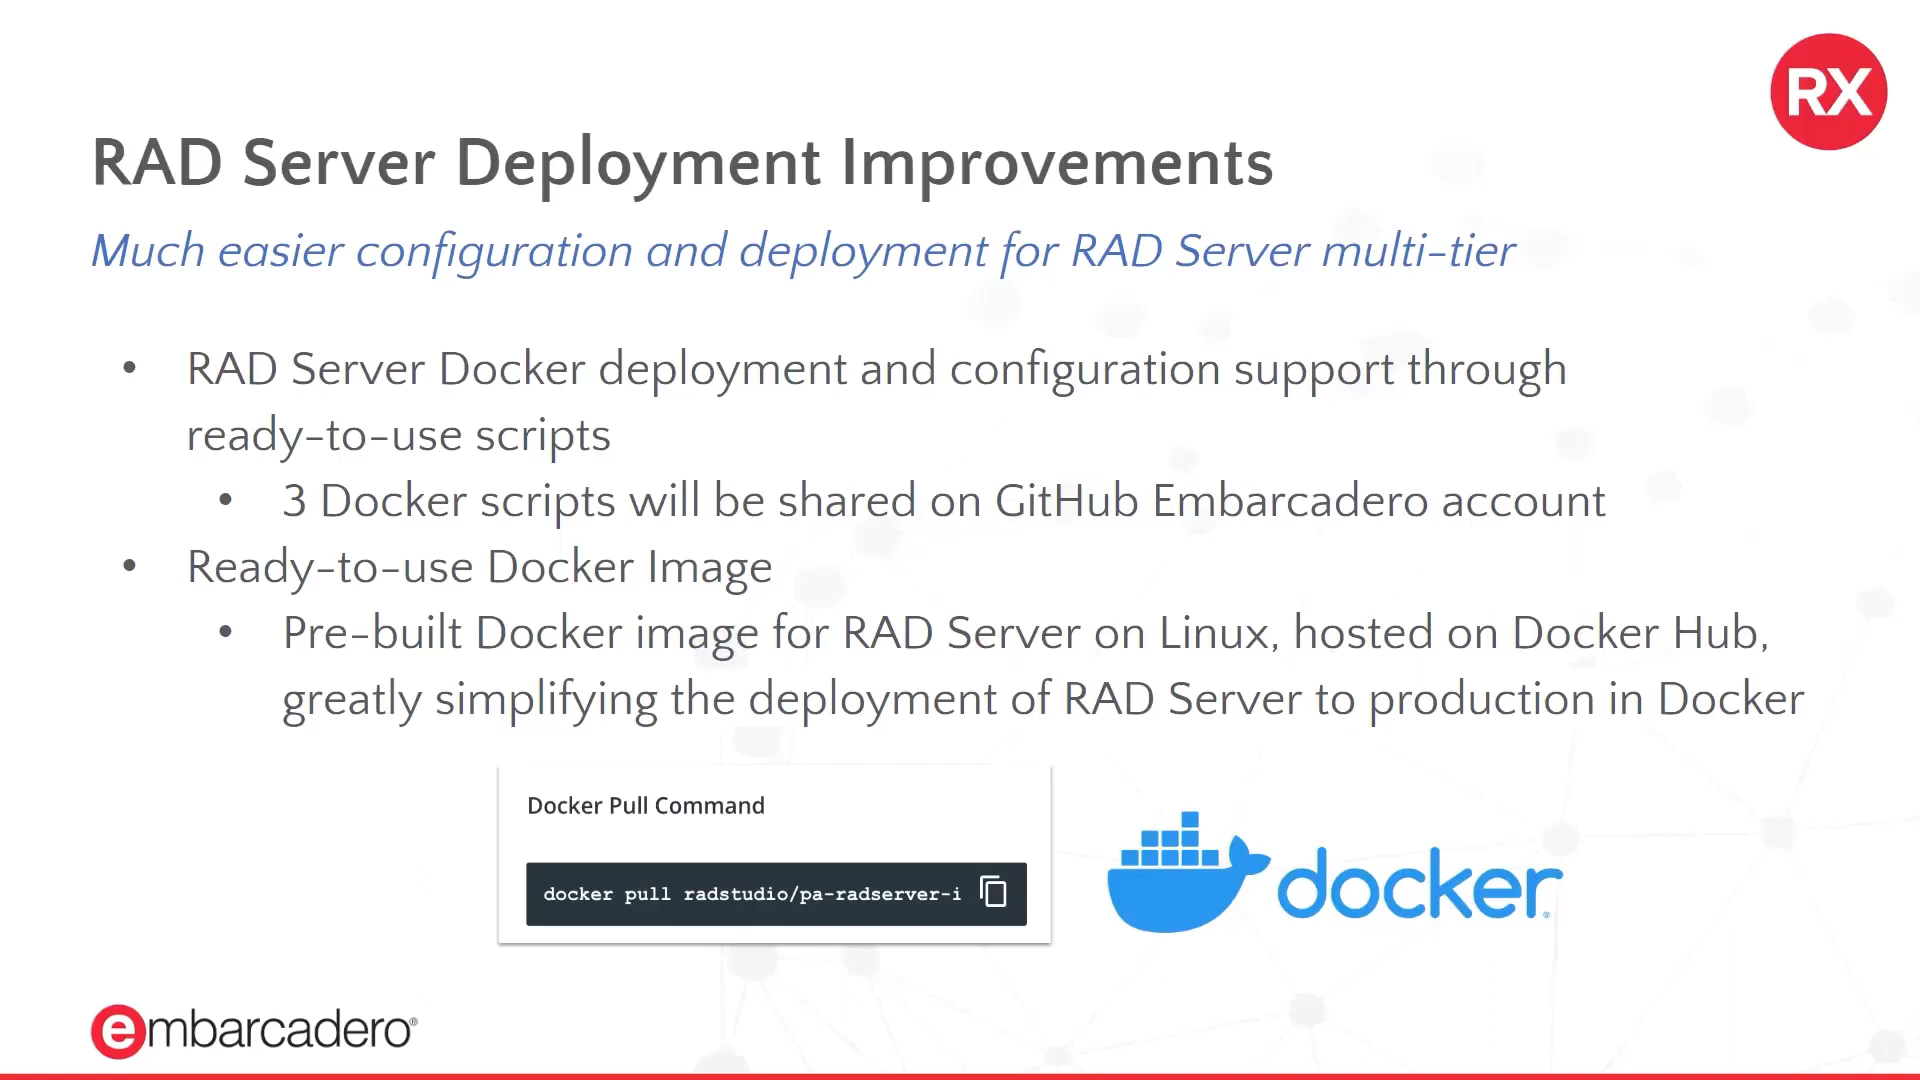 RX
RAD Server Deployment Improvements
Much easier configuration and deployment for RAD Server multi-tier
• RAD Server Docker deployment and configuration support through
ready-to-use scripts
• 3 Docker scripts will be shared on GitHub Embarcadero account
• Ready-to-use Docker Image
• Pre-built Docker image for RAD Server on Linux, hosted on Docker Hub,
greatly simplifying the deployment of RAD Server to production in Docker
Docker Pull Command
docker pull radstudio/pa-radserver-i
docker®
embarcadero®